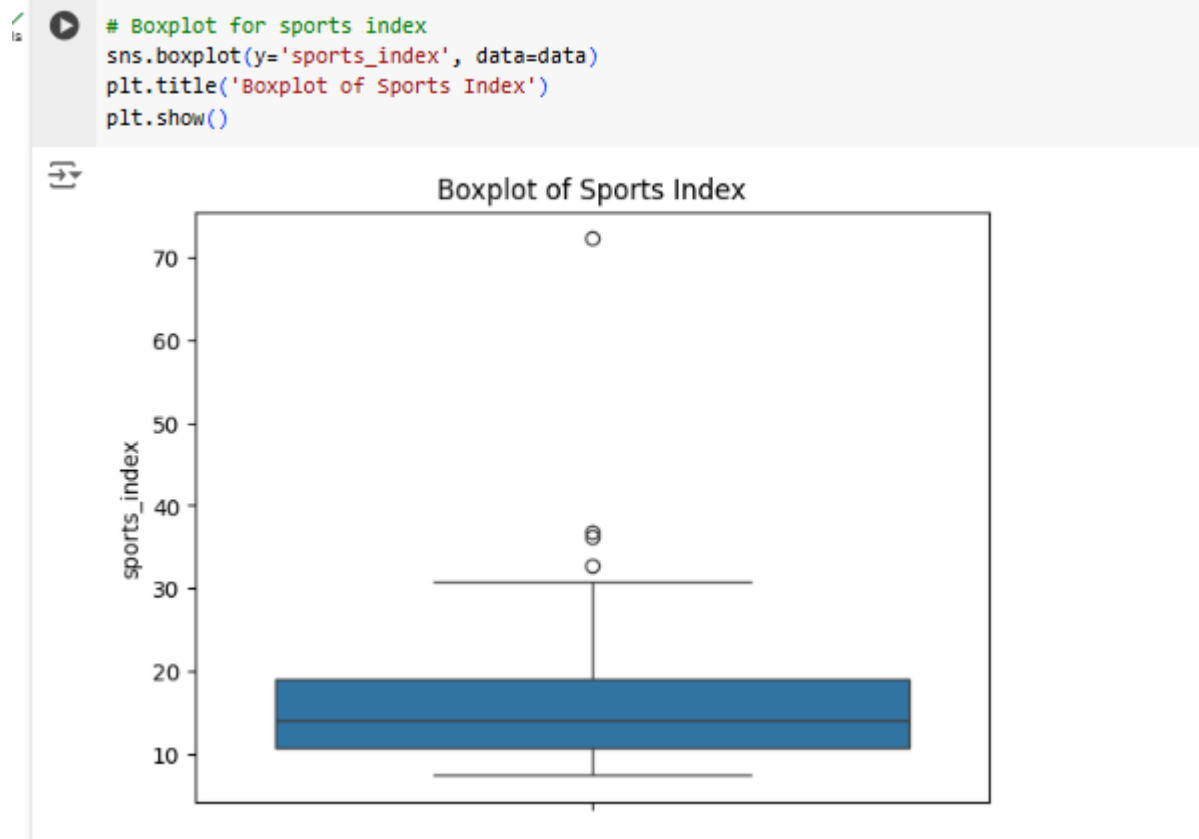 # Boxplot for sports index
sns.boxplot(y='sports_index', data=data)
plt.title('Boxplot of Sports Index')
plt.show()
Boxplot of Sports Index
70
60
50
40
30
20
10
sports_index